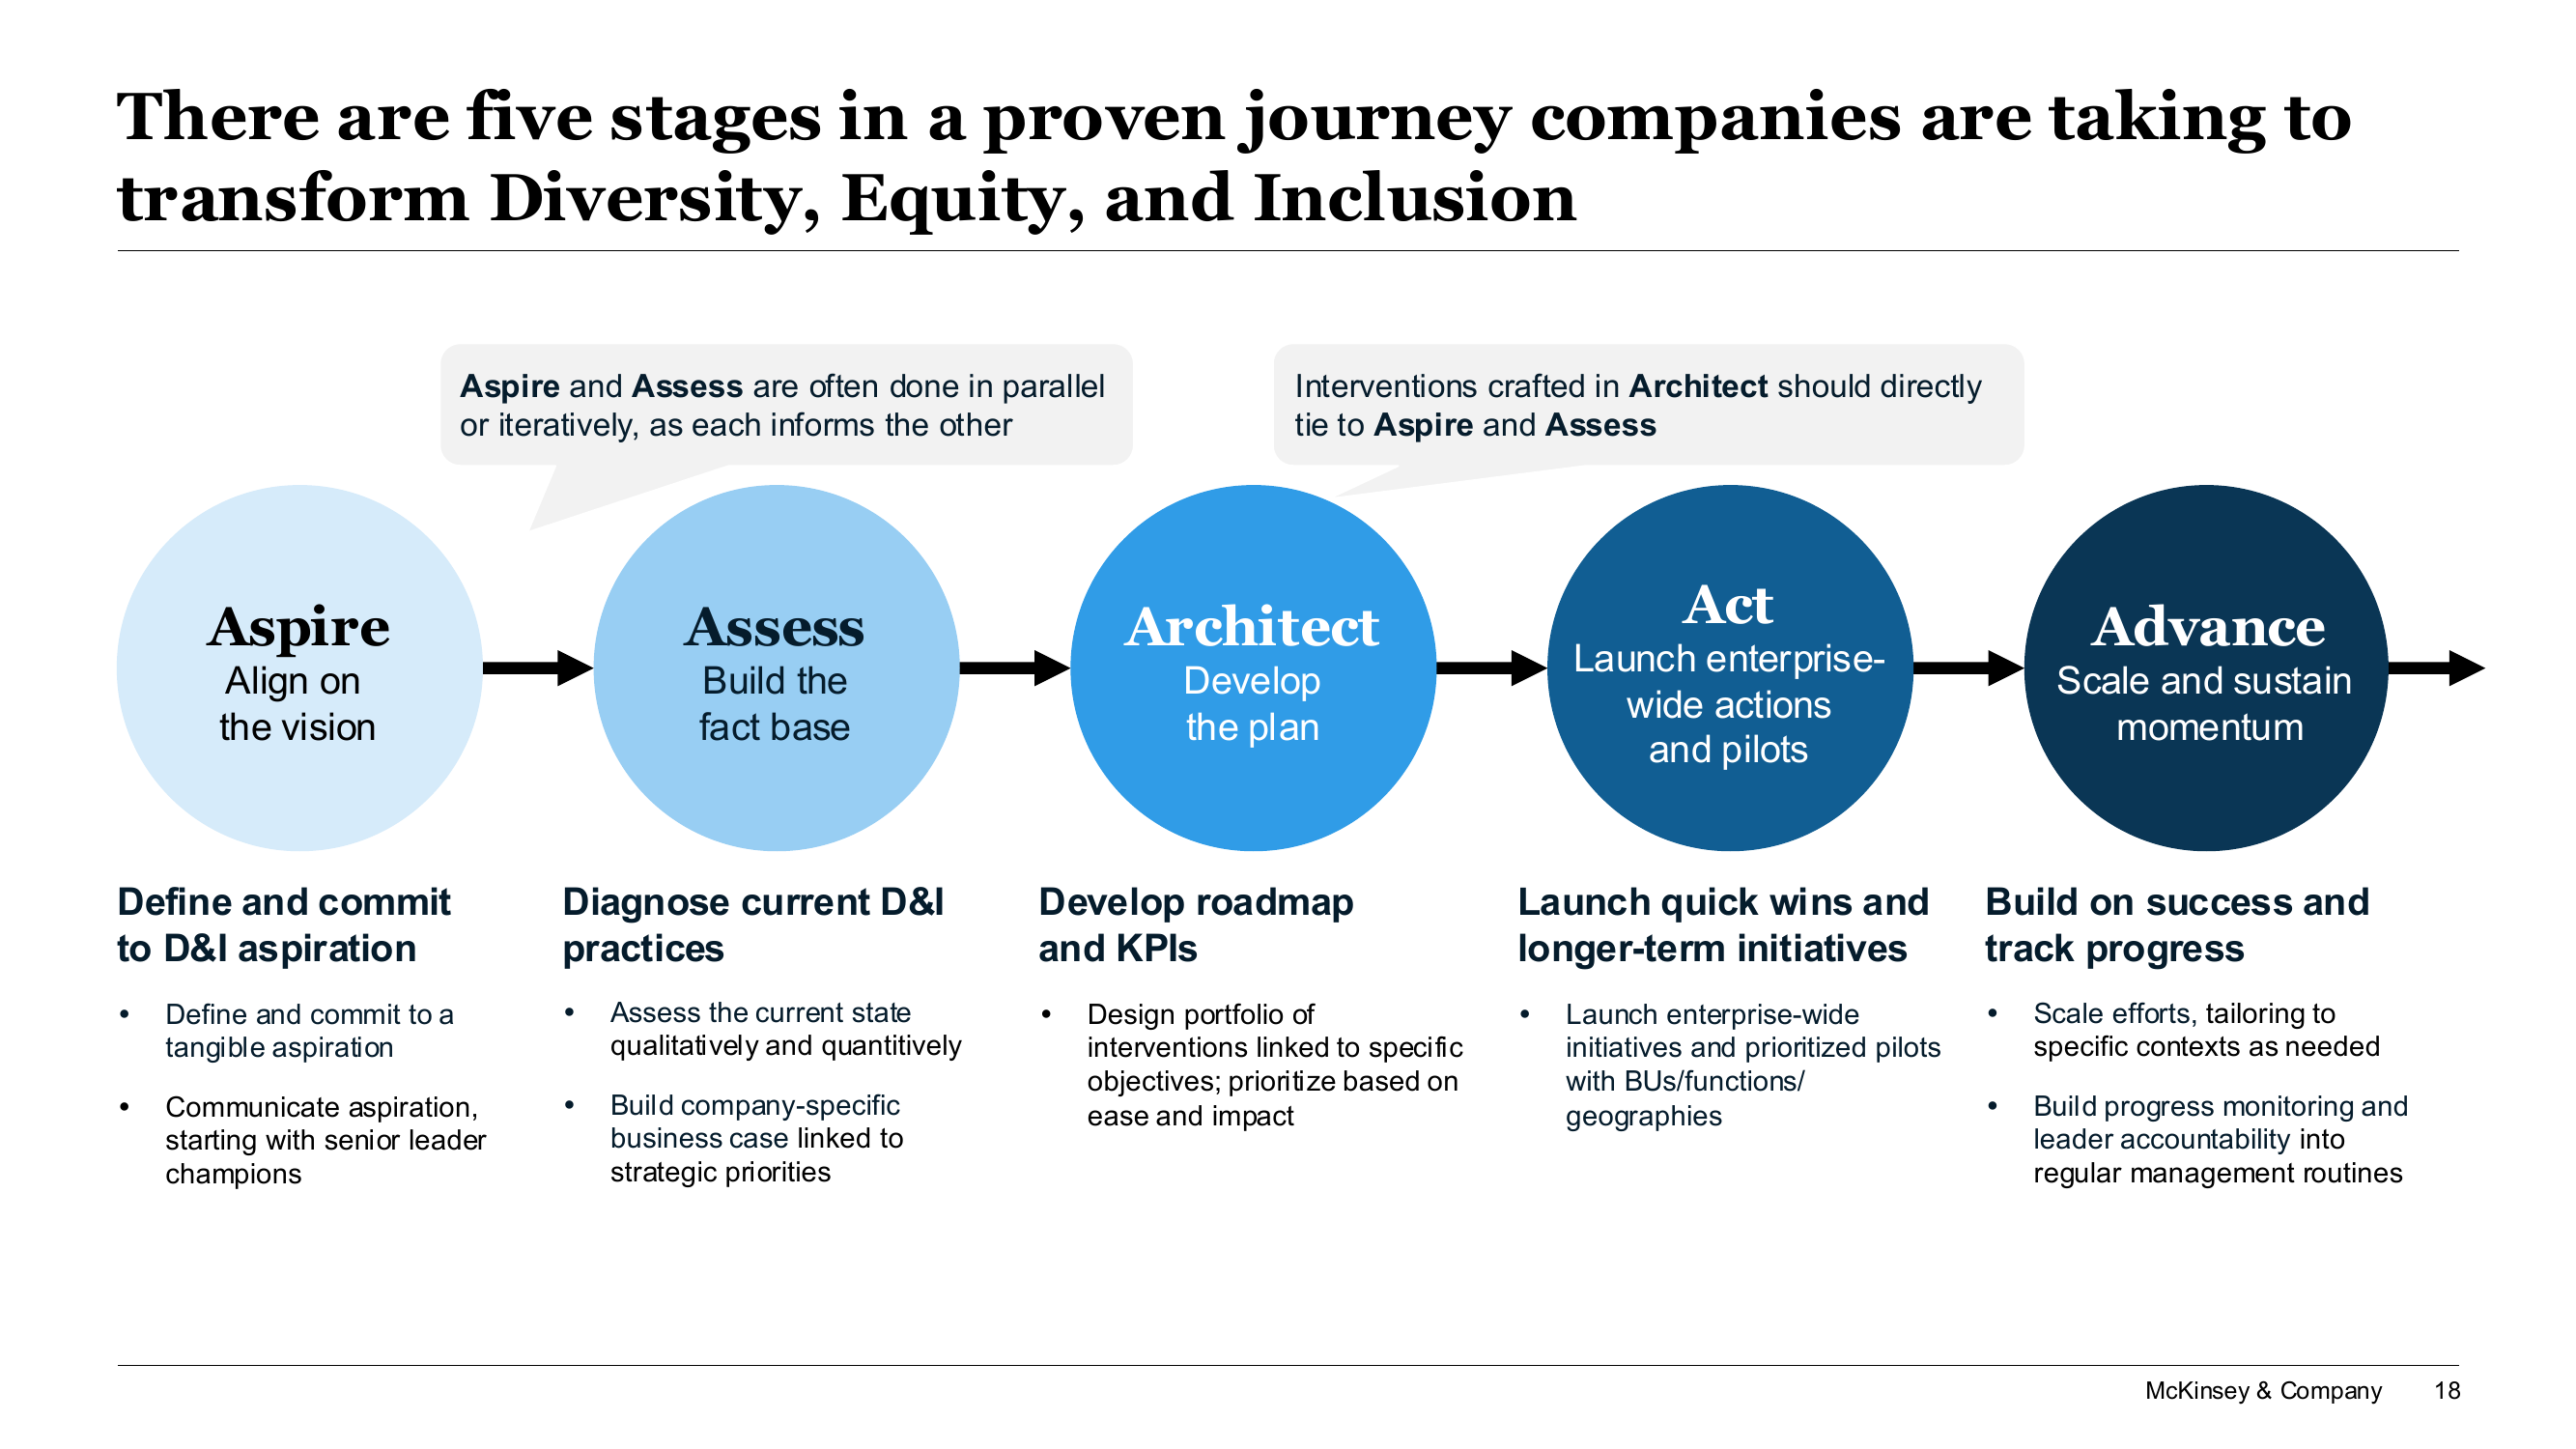 There are five stages in a proven journey companies are taking to
transform Diversity, Equity, and Inclusion
Aspire and Assess are often done in parallel
or iteratively, as each informs the other
Interventions crafted in Architect should directly
tie to Aspire and Assess
Aspire
Align on
the vision
Assess
Build the
fact base
Architect
Develop
the plan
Act
Launch enterprise-
wide actions
and pilots
Advance
Scale and sustain
momentum
Define and commit
to D&I aspiration
• Define and commit to a
tangible aspiration
• Communicate aspiration,
starting with senior leader
champions
Diagnose current D&I
practices
• Assess the current state
qualitatively and quantitively
• Build company-specific
business case linked to
strategic priorities
Develop roadmap
and KPIs
• Design portfolio of
interventions linked to specific
objectives; prioritize based on
ease and impact
Launch quick wins and
longer-term initiatives
• Launch enterprise-wide
initiatives and prioritized pilots
with BUs/functions/
geographies
Build on success and
track progress
• Scale efforts, tailoring to
specific contexts as needed
• Build progress monitoring and
leader accountability into
regular management routines
McKinsey & Company 18